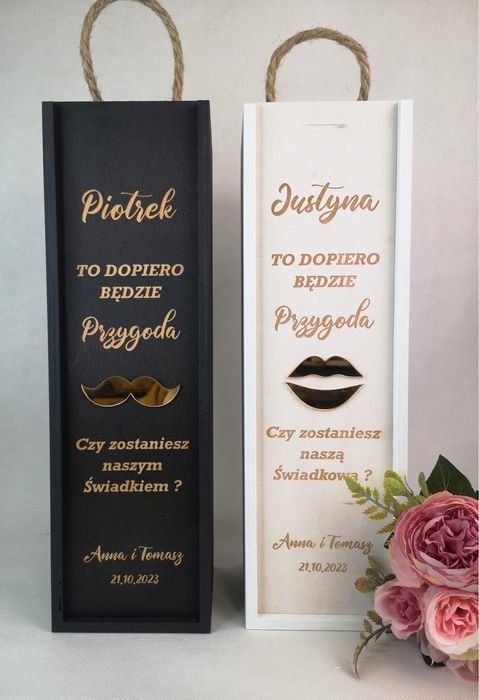 Piotrek
TO DOPIERO
BĘDZIE
Przygoda
Czy zostaniesz
naszym
Świadkiem ?
Anna i Tomasz
21.10.2023
Justyna
TO DOPIERO
BĘDZIE
Przygoda
Czy zostaniesz
naszą
Świadkową ?
Anna i Tomasz
21.10.2023